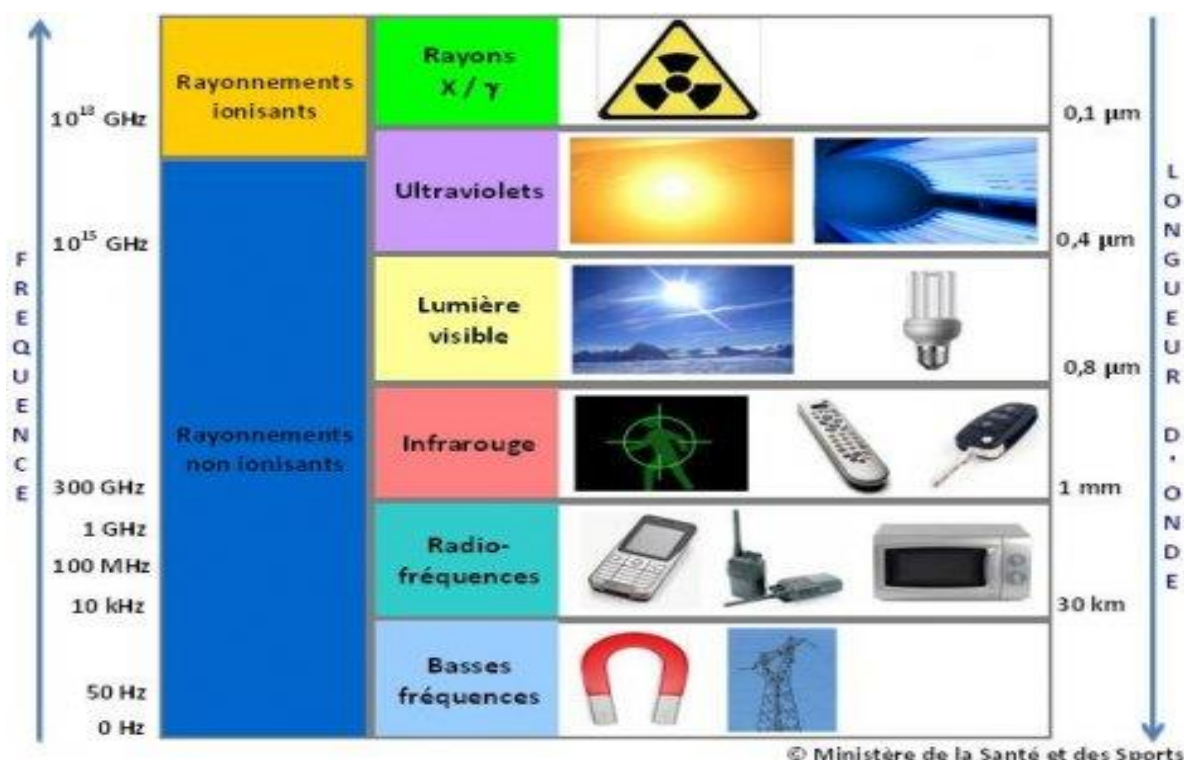 Rayonnements
ionisants
Rayons
X / γ
10¹⁸ GHz
0,1 µm
Ultraviolets
10¹⁵ GHz
0,4 µm
Lumière
visible
0,8 µm
Rayonnements
non ionisants
Infrarouge
300 GHz
1 mm
1 GHz
100 MHz
10 kHz
Radio-
fréquences
30 km
Basses
fréquences
50 Hz
0 Hz
FREQUENCE
LONGUEUR D'ONDE
© Ministère de la Santé et des Sports